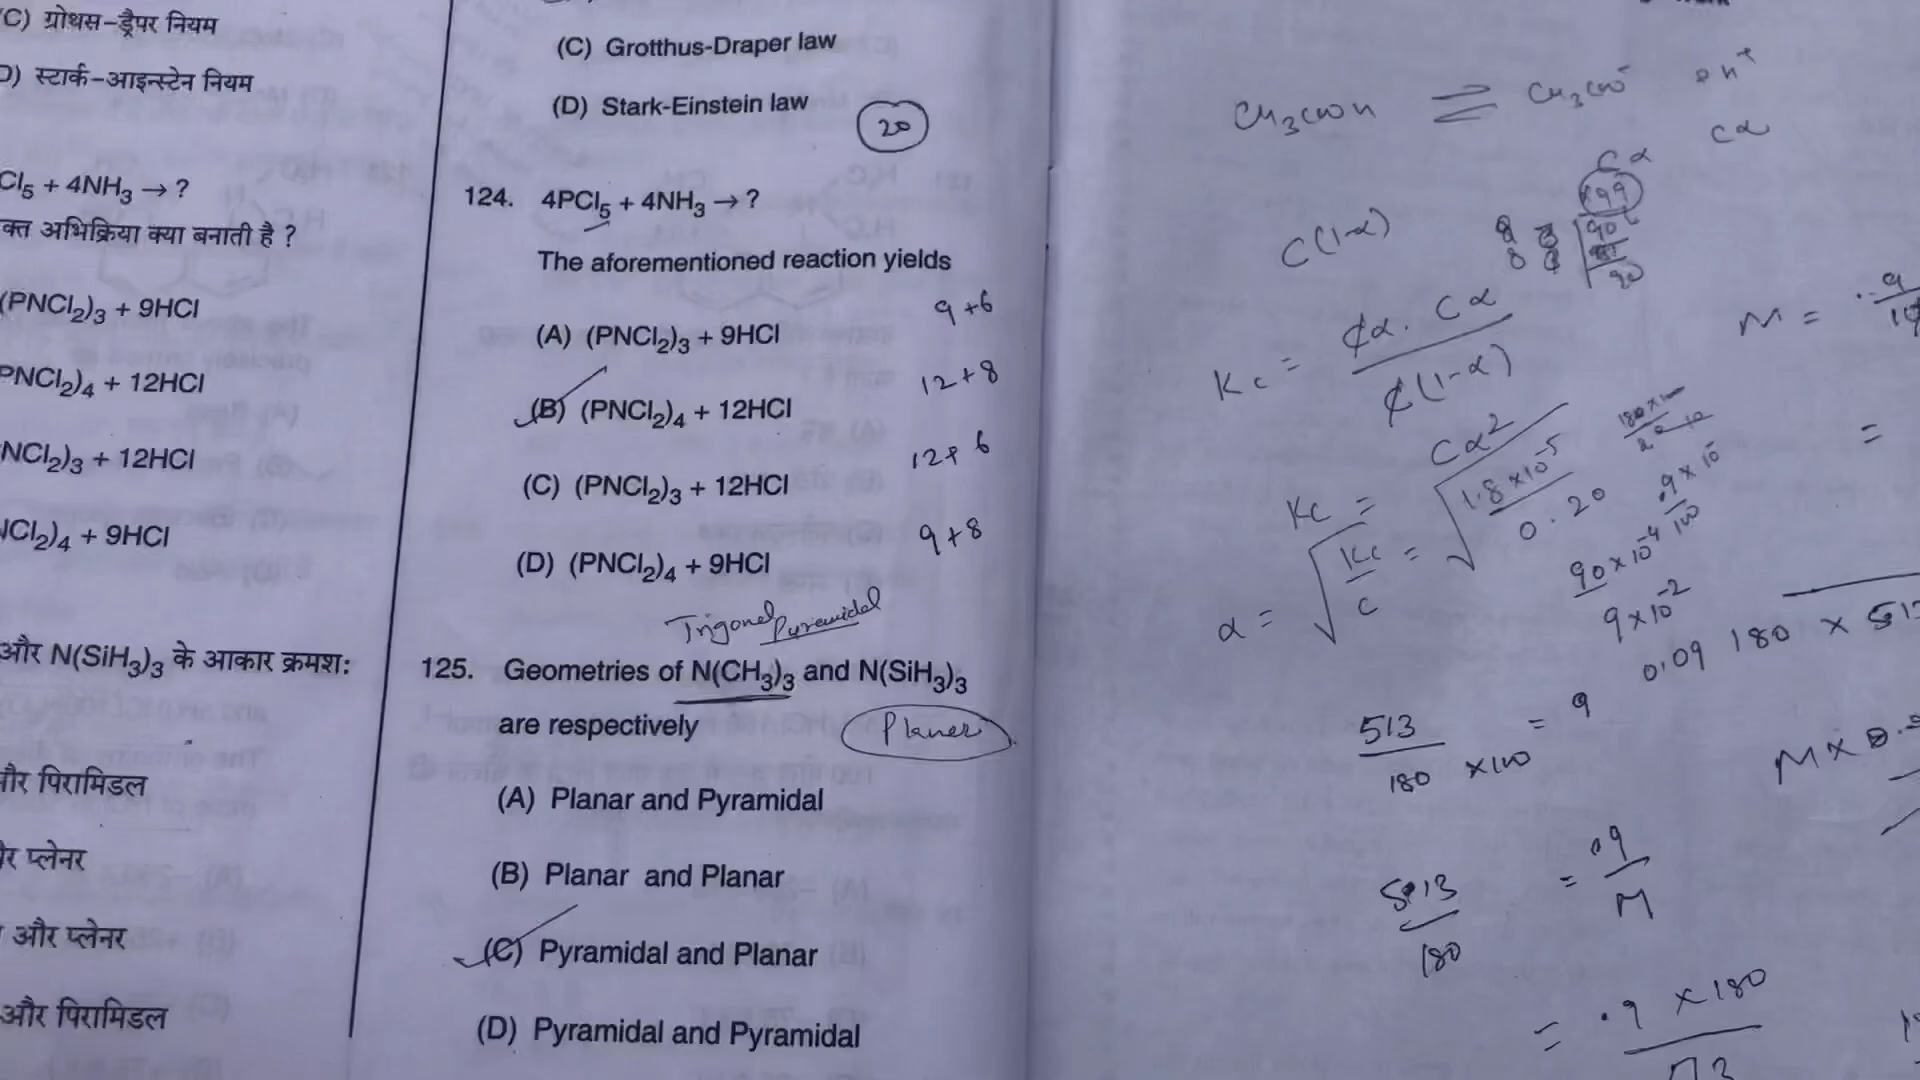 C) ग्रोथस-ड्रैपर नियम
D) स्टार्क-आइन्स्टेन नियम
Cl₅ + 4NH₃ → ?
क्त अभिक्रिया क्या बनाती है ?
(PNCl₂)₃ + 9HCl
PNCl₂)₄ + 12HCl
NCl₂)₃ + 12HCl
NCl₂)₄ + 9HCl
और N(SiH₃)₃ के आकार क्रमश:
और पिरामिडल
प्लेनर
और प्लेनर
और पिरामिडल
(C) Grotthus-Draper law
(D) Stark-Einstein law
20
124. 4PCl₅ + 4NH₃ → ?
The aforementioned reaction yields
(A) (PNCl₂)₃ + 9HCl 9 + 6
(B) (PNCl₂)₄ + 12HCl 12 + 8
(C) (PNCl₂)₃ + 12HCl 12 + 6
(D) (PNCl₂)₄ + 9HCl 9 + 8
Trigonal Pyramidal
125. Geometries of N(CH₃)₃ and N(SiH₃)₃
are respectively Planer
(A) Planar and Pyramidal
(B) Planar and Planar
(C) Pyramidal and Planar
(D) Pyramidal and Pyramidal
CH₃COOH ⇌ CH₃COO⁻ H⁺
C(1-α) Cα Cα
Kc = Cα . Cα / C(1-α)
Kc = Cα²
α = √Kc/C = √1.8 × 10⁻⁵ / 0.20
90 × 10⁻⁴
9 × 10⁻²
0.09
180 × 513
513 / 180 × 100 = 9
513 / 180 = .9 / M
= .9 × 180
M =
M ×